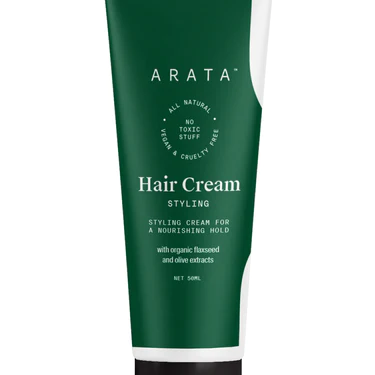 ARATA™
ALL NATURAL
• VEGAN & CRUELTY FREE •
NO
TOXIC
STUFF
Hair Cream
STYLING
STYLING CREAM FOR
A NOURISHING HOLD
with organic flaxseed
and olive extracts
NET 50ML